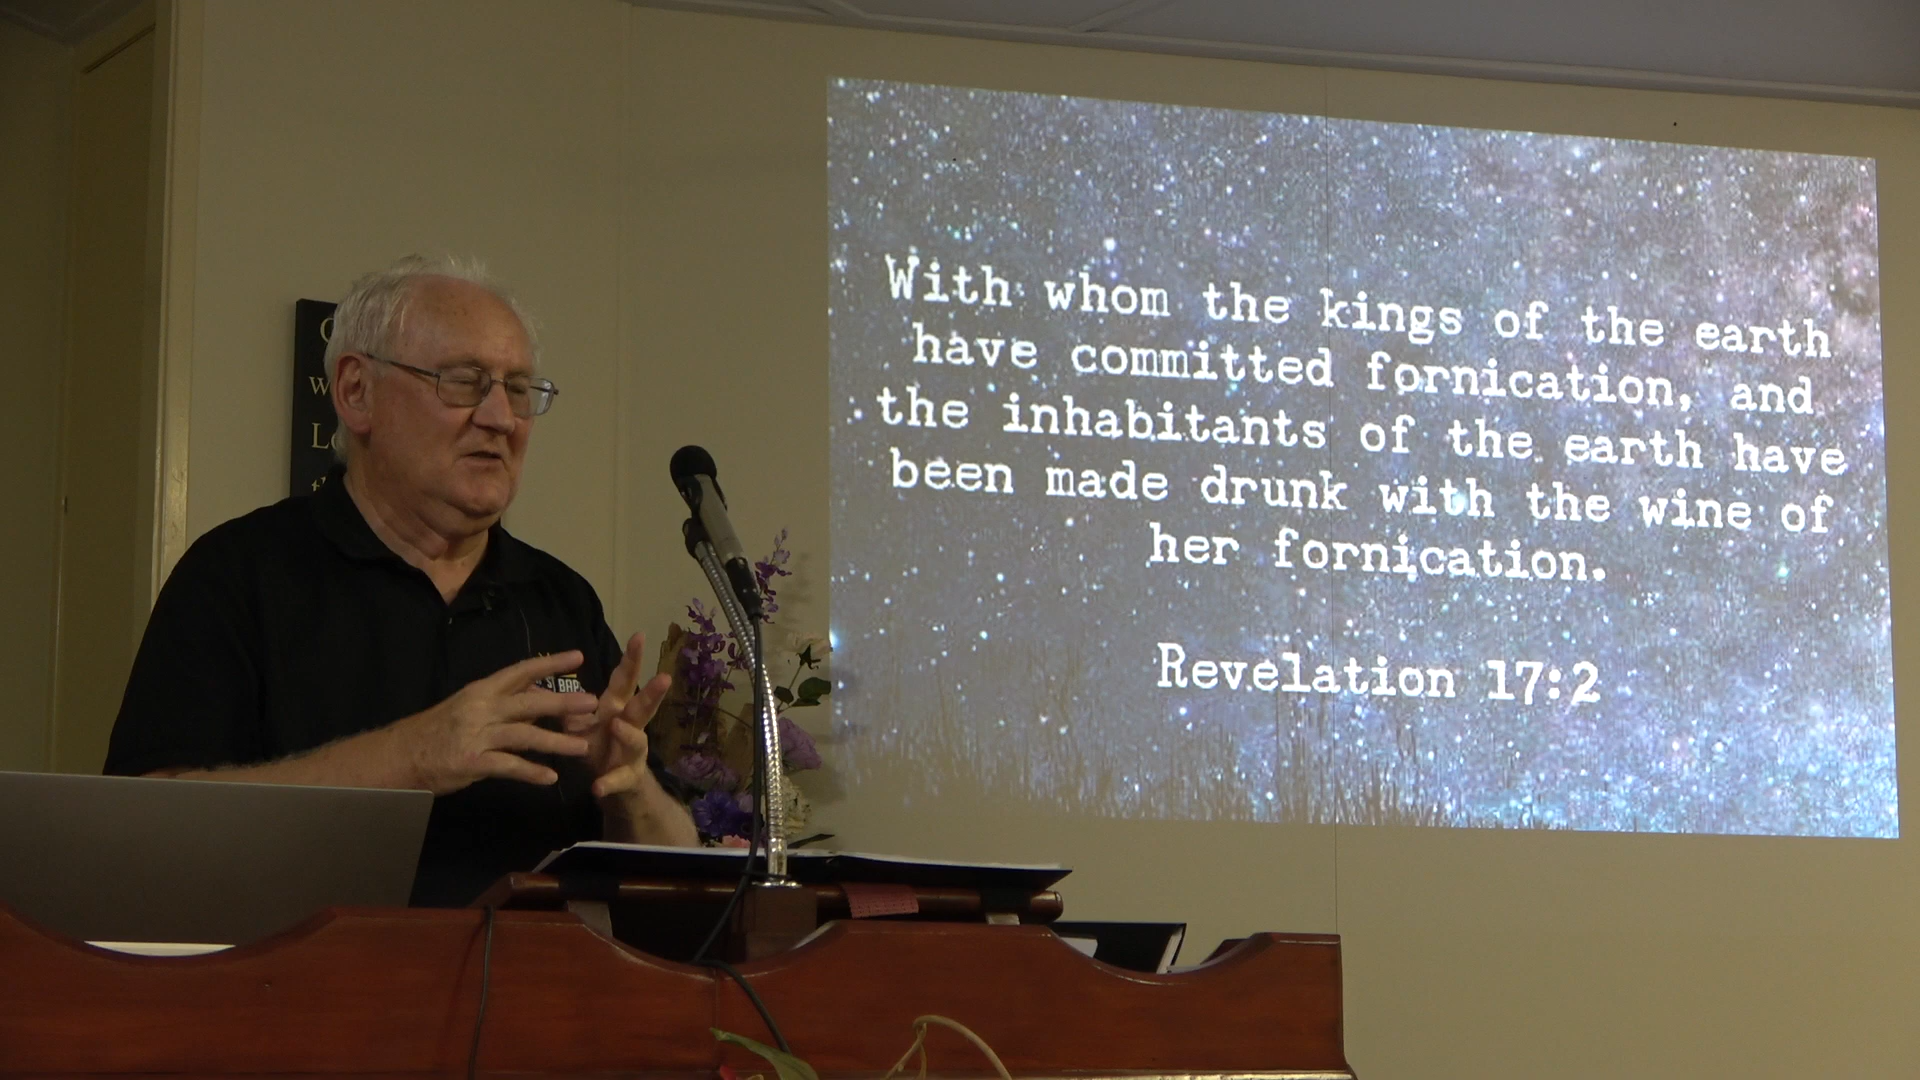 With whom the kings of the earth
have committed fornication, and
the inhabitants of the earth have
been made drunk with the wine of
her fornication.
Revelation 17:2